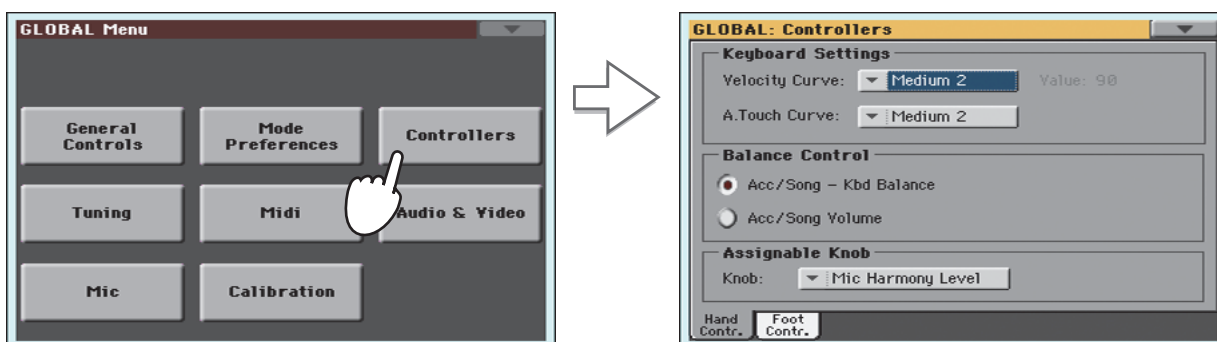 GLOBAL Menu
General
Controls
Mode
Preferences
Controllers
Tuning
Midi
Audio & Video
Mic
Calibration
GLOBAL: Controllers
Keyboard Settings
Velocity Curve: Medium 2 Value: 90
A.Touch Curve: Medium 2
Balance Control
Acc/Song – Kbd Balance
Acc/Song Volume
Assignable Knob
Knob: Mic Harmony Level
Hand
Contr.
Foot
Contr.